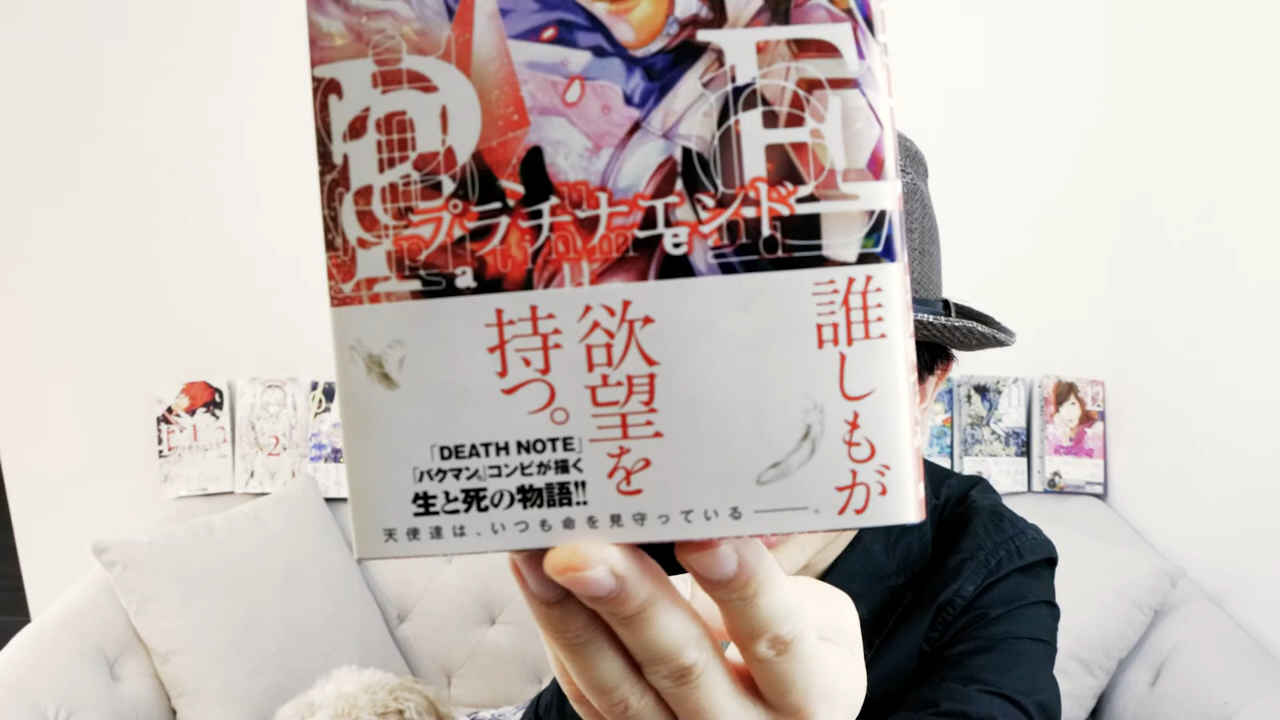 P E
プラチナエンド
誰しもが
欲望を
持つ。
「DEATH NOTE」
『バクマン。』コンビが描く
生と死の物語!!
天使達は、いつも命を見守っている――。
1
2